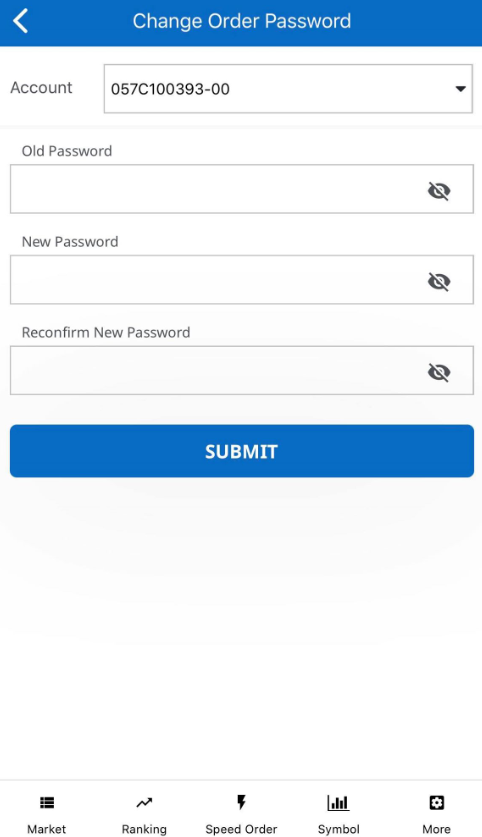 Change Order Password
Account
057C100393-00
Old Password
New Password
Reconfirm New Password
SUBMIT
Market
Ranking
Speed Order
Symbol
More